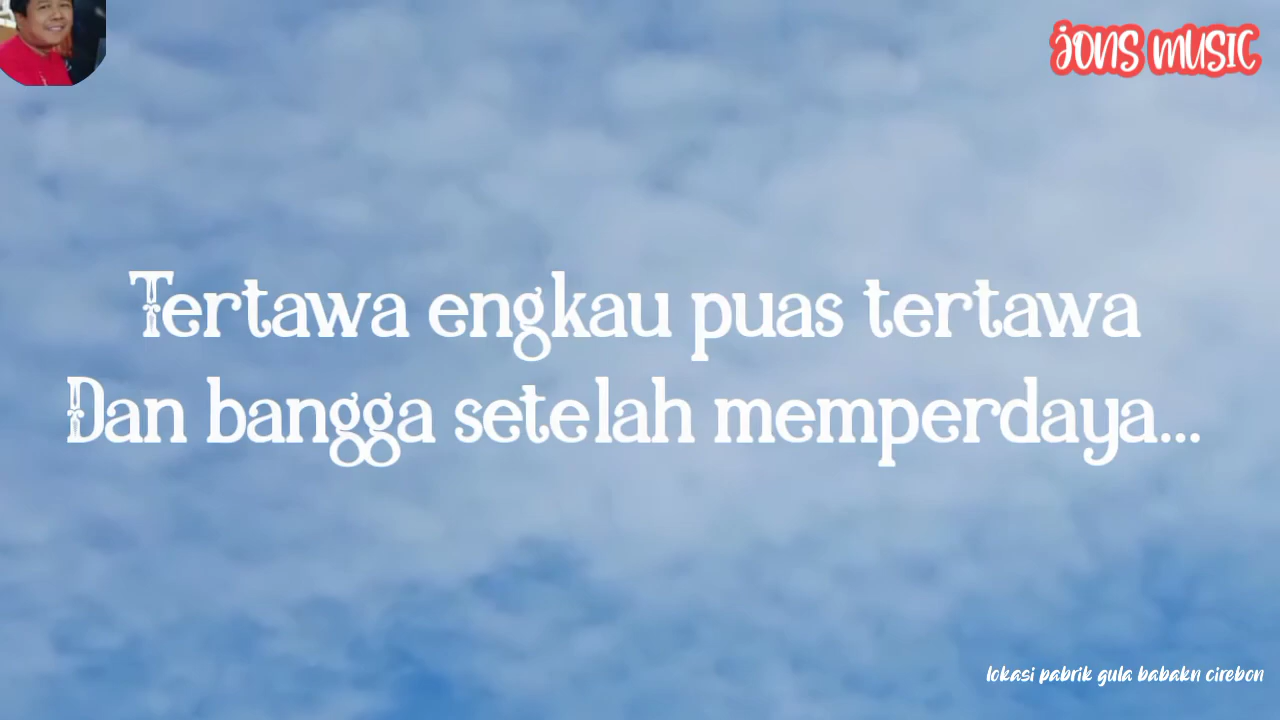 JONS MUSIC
Tertawa engkau puas tertawa
Dan bangga setelah memperdaya...
lokasi pabrik gula babakn cirebon